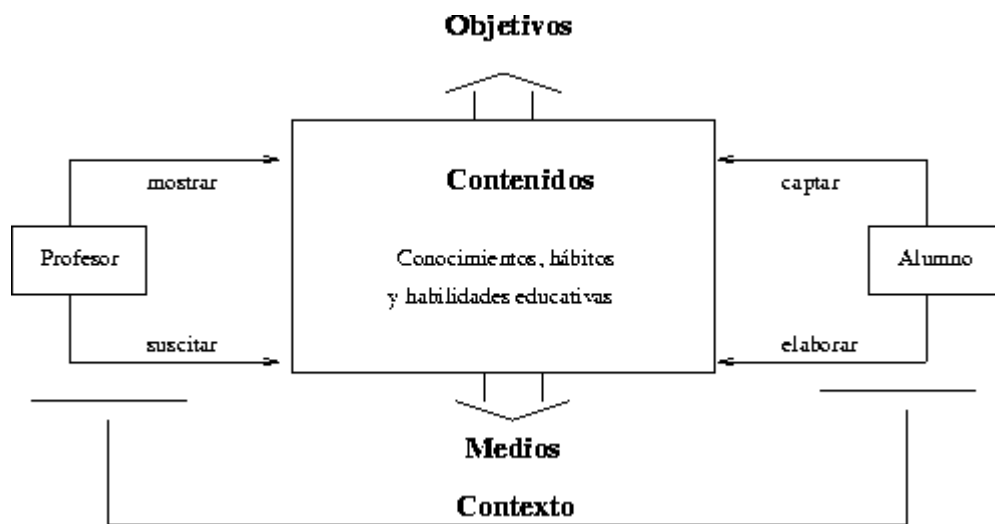 Objetivos
mostrar
Contenidos
captar
Profesor
Conocimientos, hábitos
y habilidades educativas
Alumno
suscitar
elaborar
Medios
Contexto